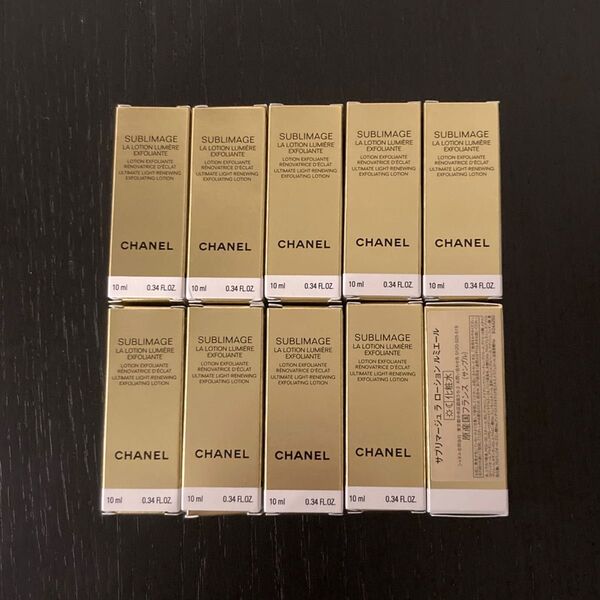 SUBLIMAGE
LA LOTION LUMIÈRE
EXFOLIANTE
LOTION EXFOLIANTE
RÉNOVATRICE D'ÉCLAT
ULTIMATE LIGHT-RENEWING
EXFOLIATING LOTION
CHANEL
10 ml 0.34 FL.OZ.
SUBLIMAGE
LA LOTION LUMIÈRE
EXFOLIANTE
LOTION EXFOLIANTE
RÉNOVATRICE D'ÉCLAT
ULTIMATE LIGHT-RENEWING
EXFOLIATING LOTION
CHANEL
10 ml 0.34 FL.OZ.
SUBLIMAGE
LA LOTION LUMIÈRE
EXFOLIANTE
LOTION EXFOLIANTE
RÉNOVATRICE D'ÉCLAT
ULTIMATE LIGHT-RENEWING
EXFOLIATING LOTION
CHANEL
10 ml 0.34 FL.OZ.
SUBLIMAGE
LA LOTION LUMIÈRE
EXFOLIANTE
LOTION EXFOLIANTE
RÉNOVATRICE D'ÉCLAT
ULTIMATE LIGHT-RENEWING
EXFOLIATING LOTION
CHANEL
10 ml 0.34 FL.OZ.
SUBLIMAGE
LA LOTION LUMIÈRE
EXFOLIANTE
LOTION EXFOLIANTE
RÉNOVATRICE D'ÉCLAT
ULTIMATE LIGHT-RENEWING
EXFOLIATING LOTION
CHANEL
10 ml 0.34 FL.OZ.
SUBLIMAGE
LA LOTION LUMIÈRE
EXFOLIANTE
LOTION EXFOLIANTE
RÉNOVATRICE D'ÉCLAT
ULTIMATE LIGHT-RENEWING
EXFOLIATING LOTION
CHANEL
10 ml 0.34 FL.OZ.
SUBLIMAGE
LA LOTION LUMIÈRE
EXFOLIANTE
LOTION EXFOLIANTE
RÉNOVATRICE D'ÉCLAT
ULTIMATE LIGHT-RENEWING
EXFOLIATING LOTION
CHANEL
10 ml 0.34 FL.OZ.
SUBLIMAGE
LA LOTION LUMIÈRE
EXFOLIANTE
LOTION EXFOLIANTE
RÉNOVATRICE D'ÉCLAT
ULTIMATE LIGHT-RENEWING
EXFOLIATING LOTION
CHANEL
10 ml 0.34 FL.OZ.
SUBLIMAGE
LA LOTION LUMIÈRE
EXFOLIANTE
LOTION EXFOLIANTE
RÉNOVATRICE D'ÉCLAT
ULTIMATE LIGHT-RENEWING
EXFOLIATING LOTION
CHANEL
10 ml 0.34 FL.OZ.
サブリマージュ ラ ローション ルミエール
[化粧水]
原産国フランス (サンプル)